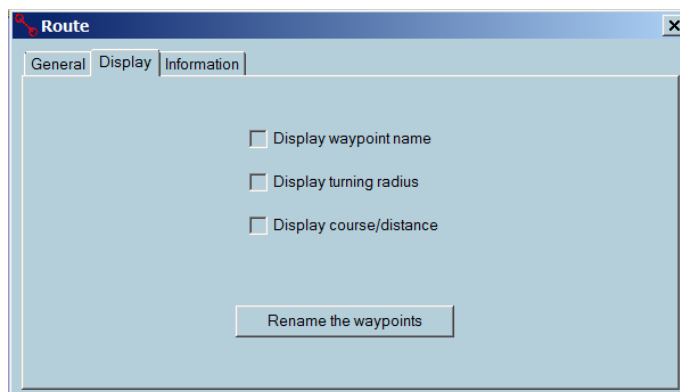 Route
General Display Information
Display waypoint name
Display turning radius
Display course/distance
Rename the waypoints